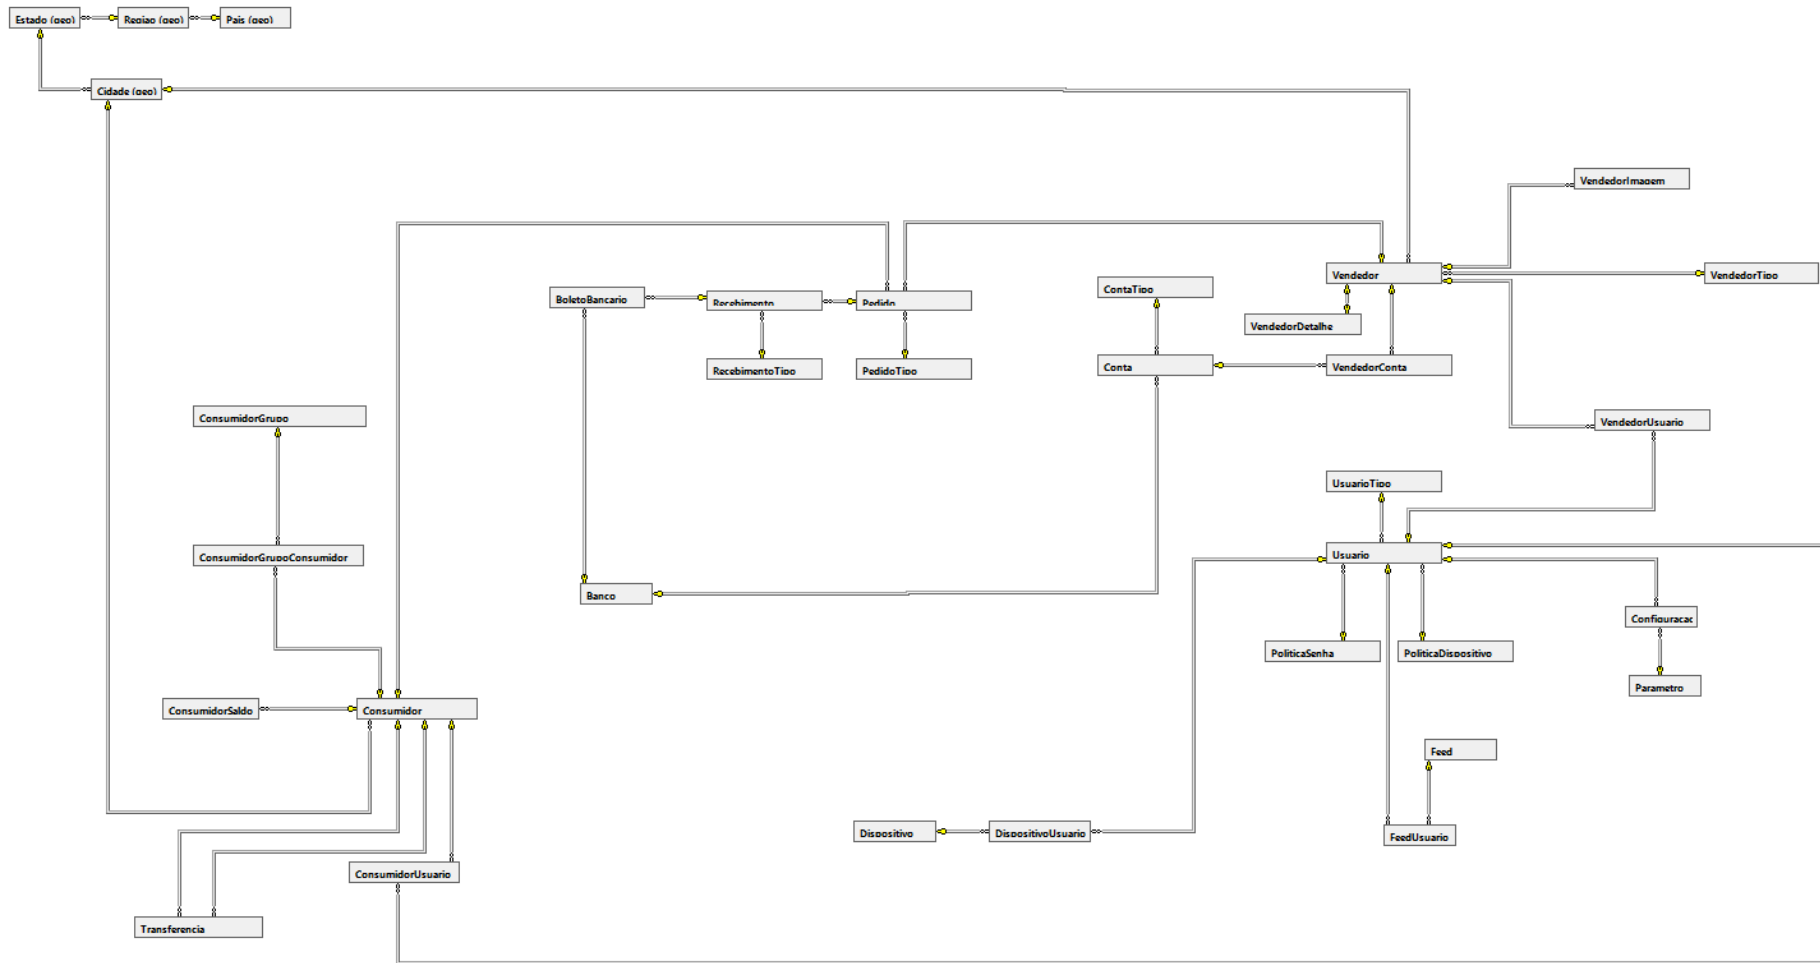 Estado (geo)
Regiao (geo)
Pais (geo)
Cidade (geo)
VendedorImagem
Vendedor
VendedorTipo
ContaTipo
BoletoBancario
Recebimento
Pedido
VendedorDetalhe
RecebimentoTipo
PedidoTipo
Conta
VendedorConta
ConsumidorGrupo
VendedorUsuario
UsuarioTipo
ConsumidorGrupoConsumidor
Usuario
Banco
Configuracac
PoliticaSenha
PoliticaDispositivo
Parametro
ConsumidorSaldo
Consumidor
Feed
Dispositivo
DispositivoUsuario
FeedUsuario
ConsumidorUsuario
Transferencia